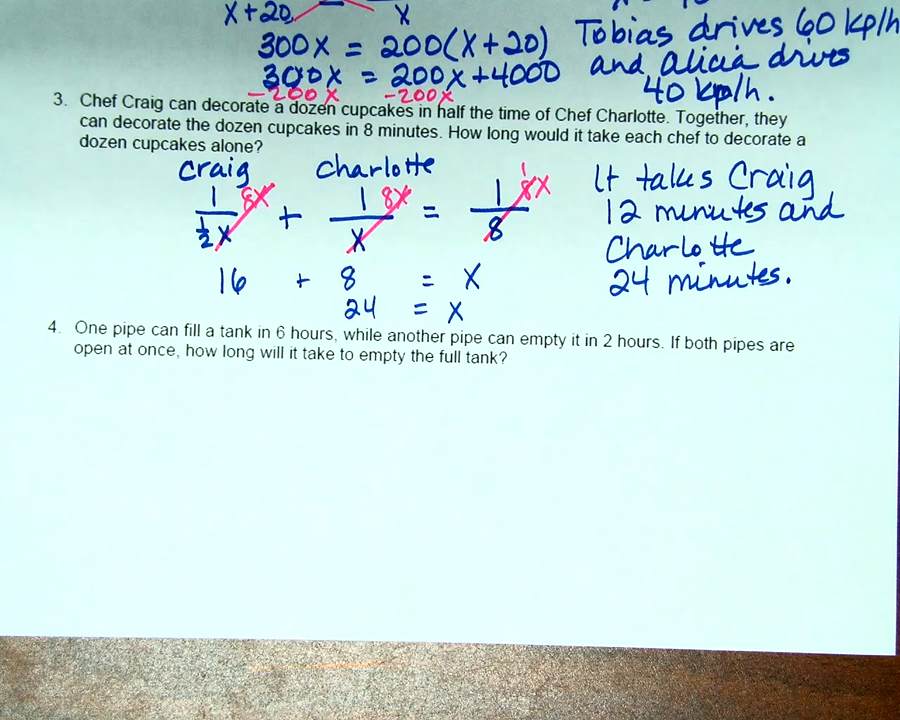 x+20 x
300x = 200(x+20) Tobias drives 60 kp/h
300x = 200x+4000 and Alicia drives
-200x -200x 40 kp/h.
3. Chef Craig can decorate a dozen cupcakes in half the time of Chef Charlotte. Together, they
can decorate the dozen cupcakes in 8 minutes. How long would it take each chef to decorate a
dozen cupcakes alone?
Craig Charlotte
1/(1/2 x) 8x + 1/x 8x = 1/8 8x 1
It takes Craig
12 minutes and
Charlotte
24 minutes.
16 + 8 = x
24 = x
4. One pipe can fill a tank in 6 hours, while another pipe can empty it in 2 hours. If both pipes are
open at once, how long will it take to empty the full tank?